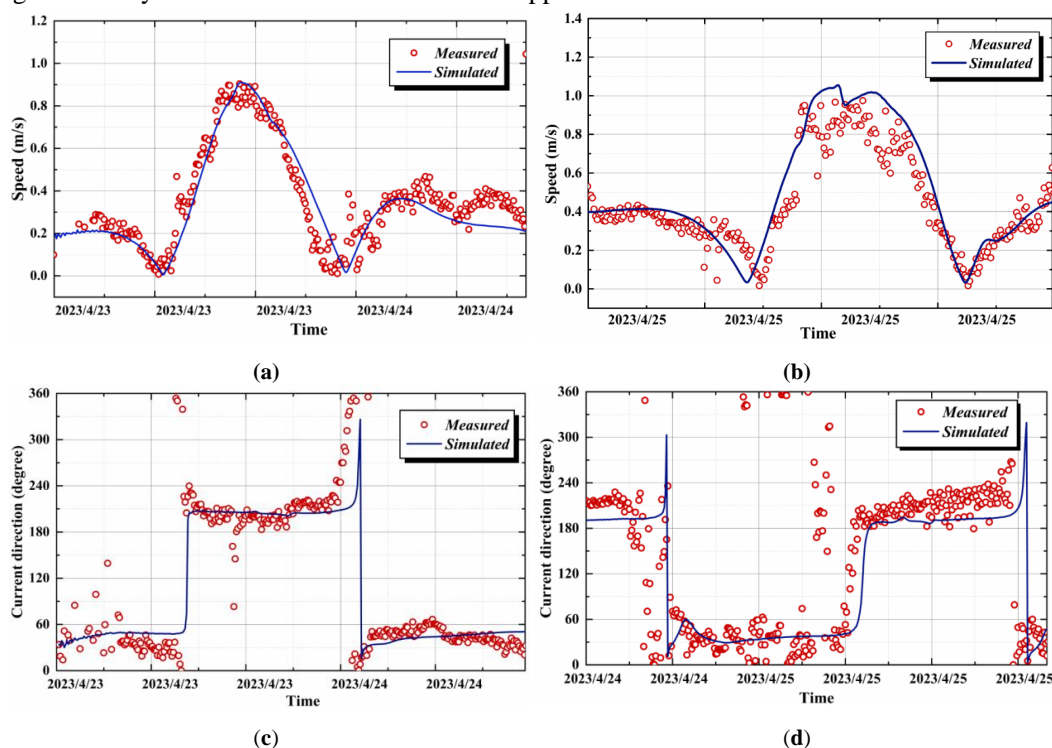 1.2
1.0
0.8
0.6
0.4
0.2
0.0
Speed (m/s)
Measured
Simulated
2023/4/23 2023/4/23 2023/4/23 2023/4/24 2023/4/24
Time
(a)
1.4
1.2
1.0
0.8
0.6
0.4
0.2
0.0
Speed (m/s)
Measured
Simulated
2023/4/25 2023/4/25 2023/4/25 2023/4/25
Time
(b)
360
300
240
180
120
60
0
Current direction (degree)
Measured
Simulated
2023/4/23 2023/4/23 2023/4/23 2023/4/24 2023/4/24
Time
(c)
360
300
240
180
120
60
0
Current direction (degree)
Measured
Simulated
2023/4/24 2023/4/24 2023/4/25 2023/4/25 2023/4/25 2023/4/25
Time
(d)